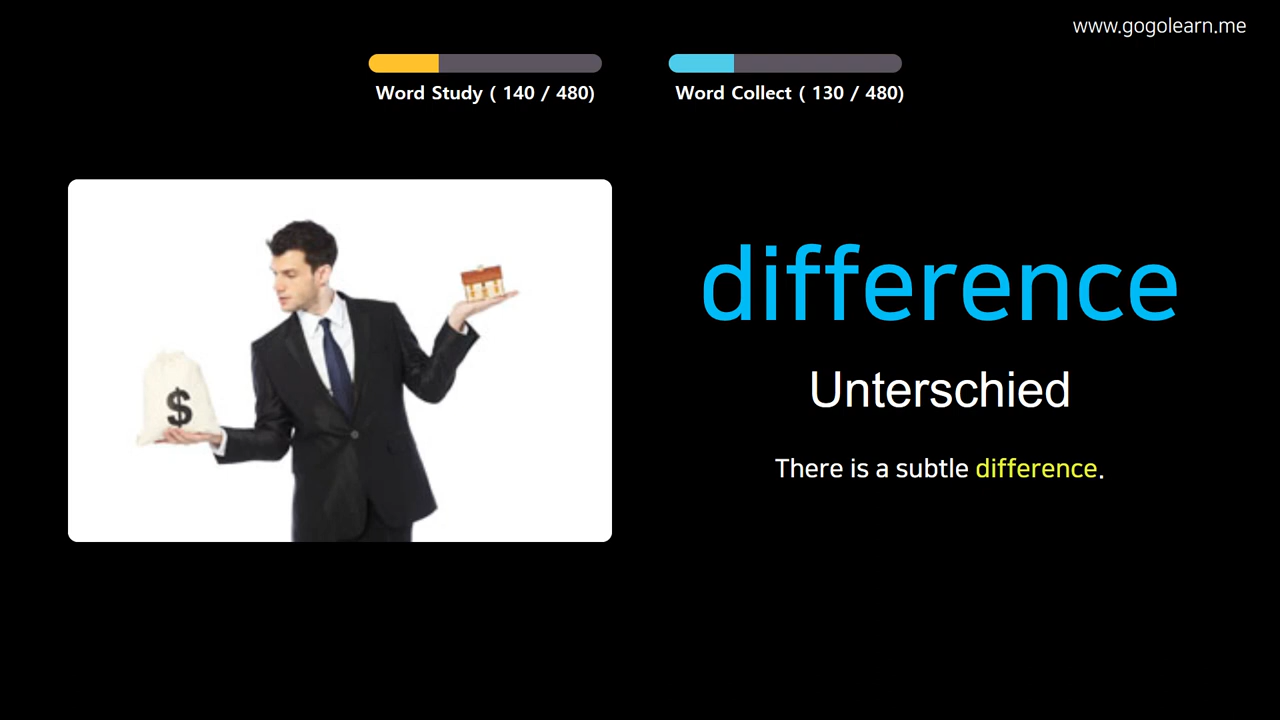 www.gogolearn.me
Word Study ( 140 / 480)
Word Collect ( 130 / 480)
$
difference
Unterschied
There is a subtle difference.